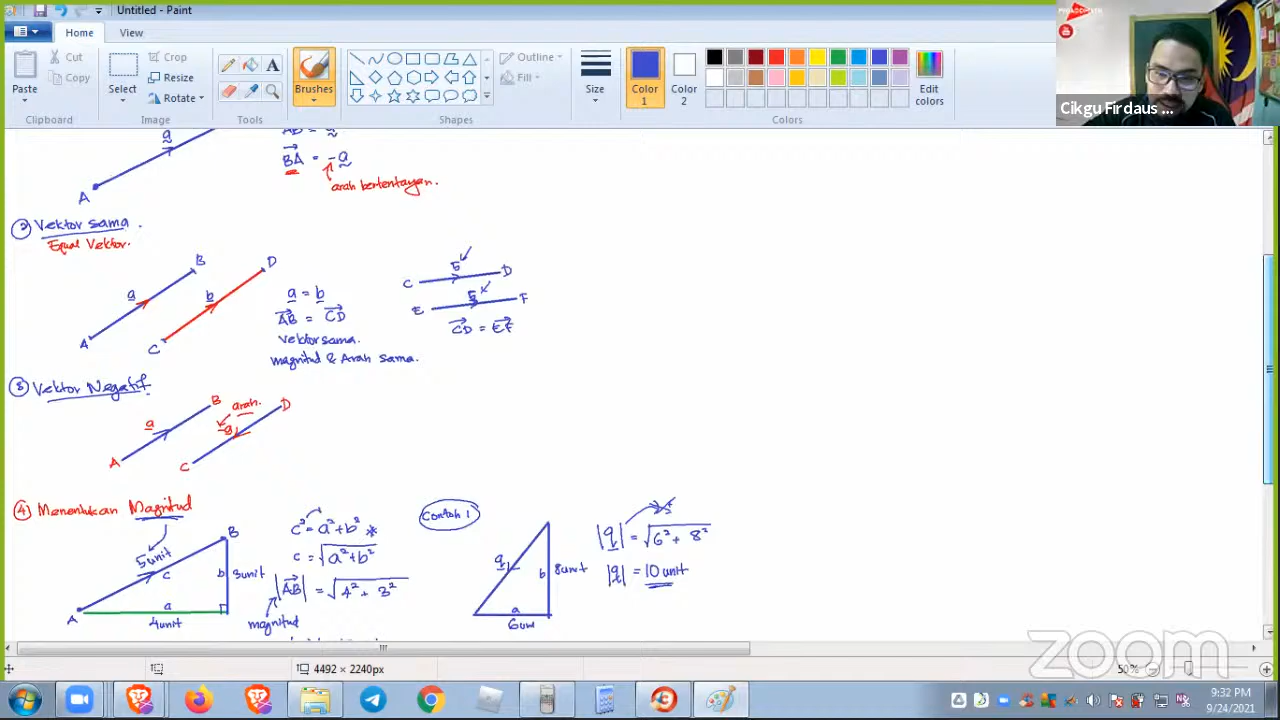 Untitled - Paint
Home View
Paste
Cut
Copy
Clipboard
Select
Crop
Resize
Rotate
Image
Tools
Brushes
Shapes
Outline
Fill
Size
Color 1
Color 2
Edit colors
Colors
Cikgu Firdaus ...
a
A
AB = a
BA = -a
arah bertentangan.
② Vektor sama.
Equal Vektor.
B
D
a
b
A
C
a = b
AB = CD
Vektor sama.
magnitud & Arah sama.
C
D
E
F
CD = EF
③ Vektor Negatif
a
B
arah.
D
-a
A
C
④ Menentukan Magnitud
5unit
B
c
b 3unit
a
A
4unit
c² = a² + b² *
c = √a²+b²
|AB| = √4² + 3²
magnitud
Contoh 1
q
b 8unit
a
|q| = √6² + 8²
|q| = 10 unit
zoom
4492 × 2240px
50%
9:32 PM
9/24/2021